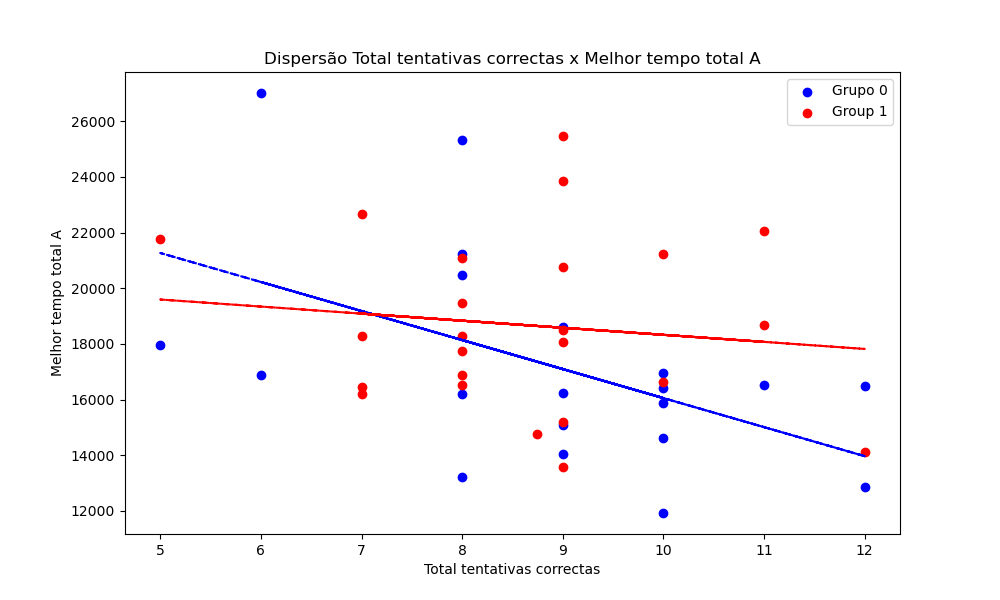 Dispersão Total tentativas correctas x Melhor tempo total A
Grupo 0
Group 1
Melhor tempo total A
26000
24000
22000
20000
18000
16000
14000
12000
5 6 7 8 9 10 11 12
Total tentativas correctas